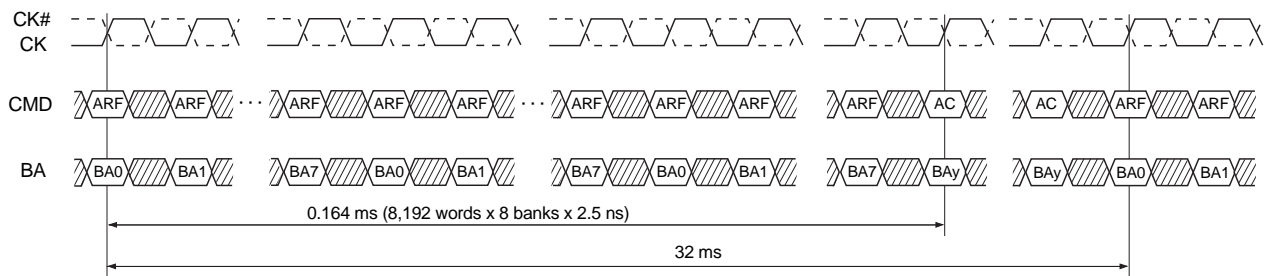 CK#
CK
CMD ARF ARF ··· ARF ARF ARF ··· ARF ARF ARF ARF AC AC ARF ARF
BA BA0 BA1 BA7 BA0 BA1 BA7 BA0 BA1 BA7 BAy BAy BA0 BA1
0.164 ms (8,192 words x 8 banks x 2.5 ns)
32 ms